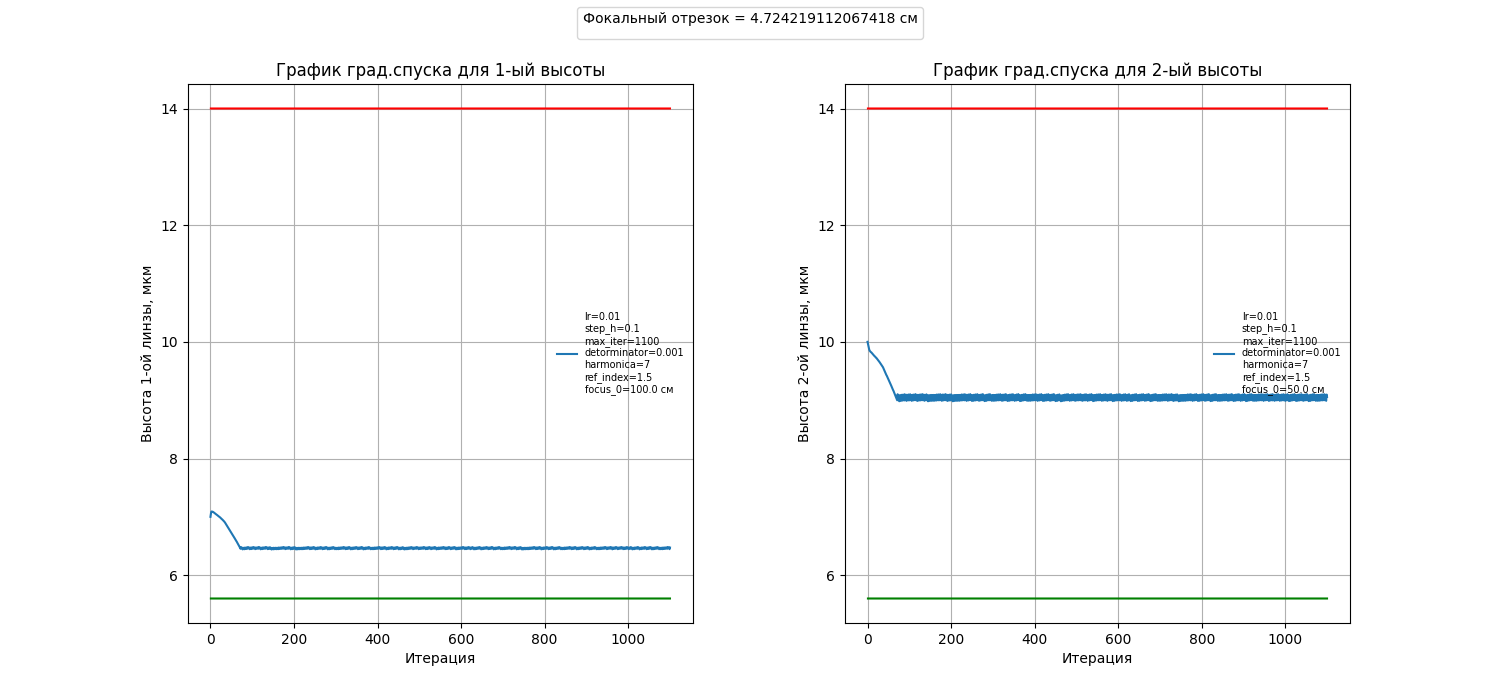 Фокальный отрезок = 4.724219112067418 см
График град.спуска для 1-ый высоты
14
12
10
8
6
Высота 1-ой линзы, мкм
lr=0.01
step_h=0.1
max_iter=1100
detorminator=0.001
harmonica=7
ref_index=1.5
focus_0=100.0 см
0 200 400 600 800 1000
Итерация
График град.спуска для 2-ый высоты
14
12
10
8
6
Высота 2-ой линзы, мкм
lr=0.01
step_h=0.1
max_iter=1100
detorminator=0.001
harmonica=7
ref_index=1.5
focus_0=50.0 см
0 200 400 600 800 1000
Итерация